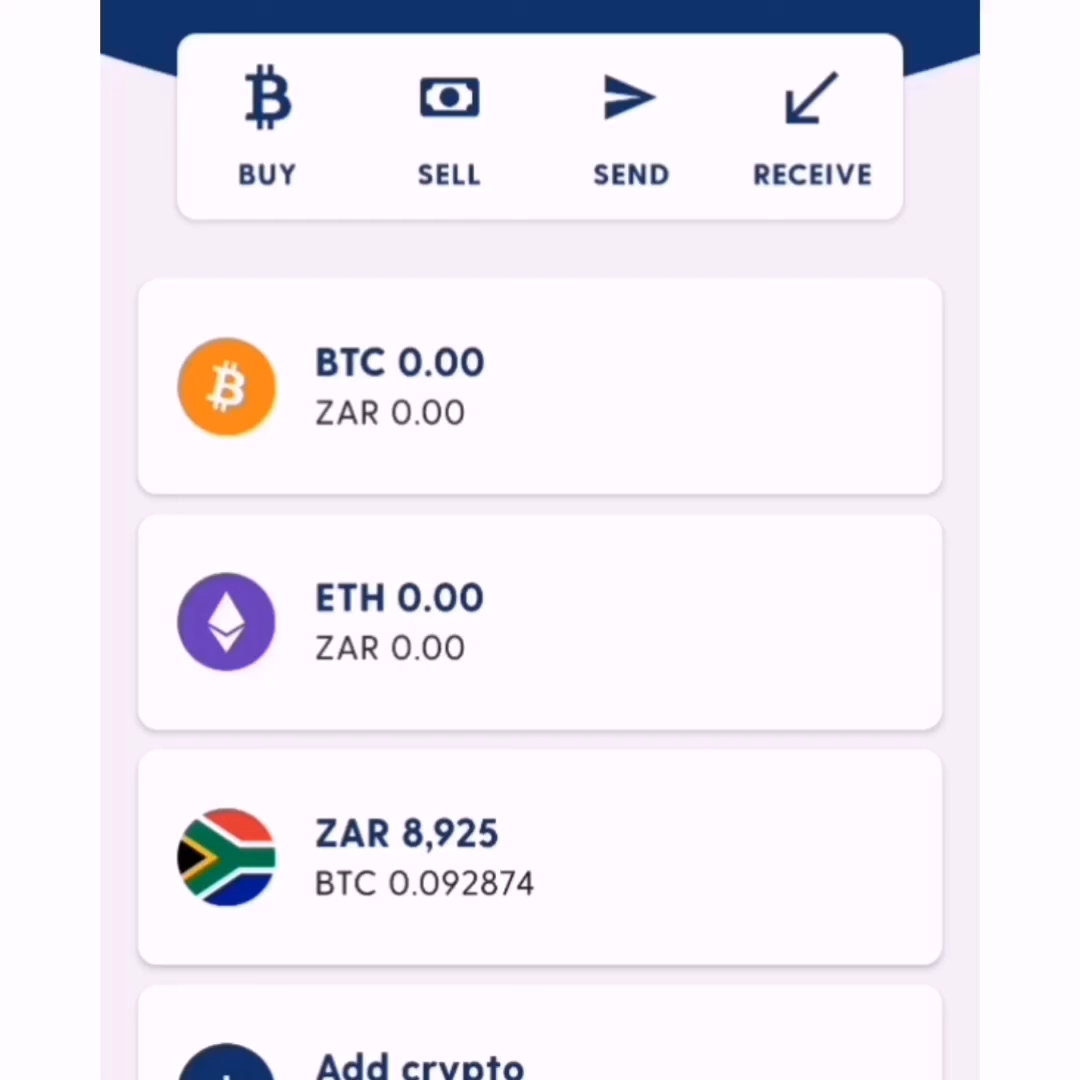 BUY SELL SEND RECEIVE
BTC 0.00
ZAR 0.00
ETH 0.00
ZAR 0.00
ZAR 8,925
BTC 0.092874
Add crypto